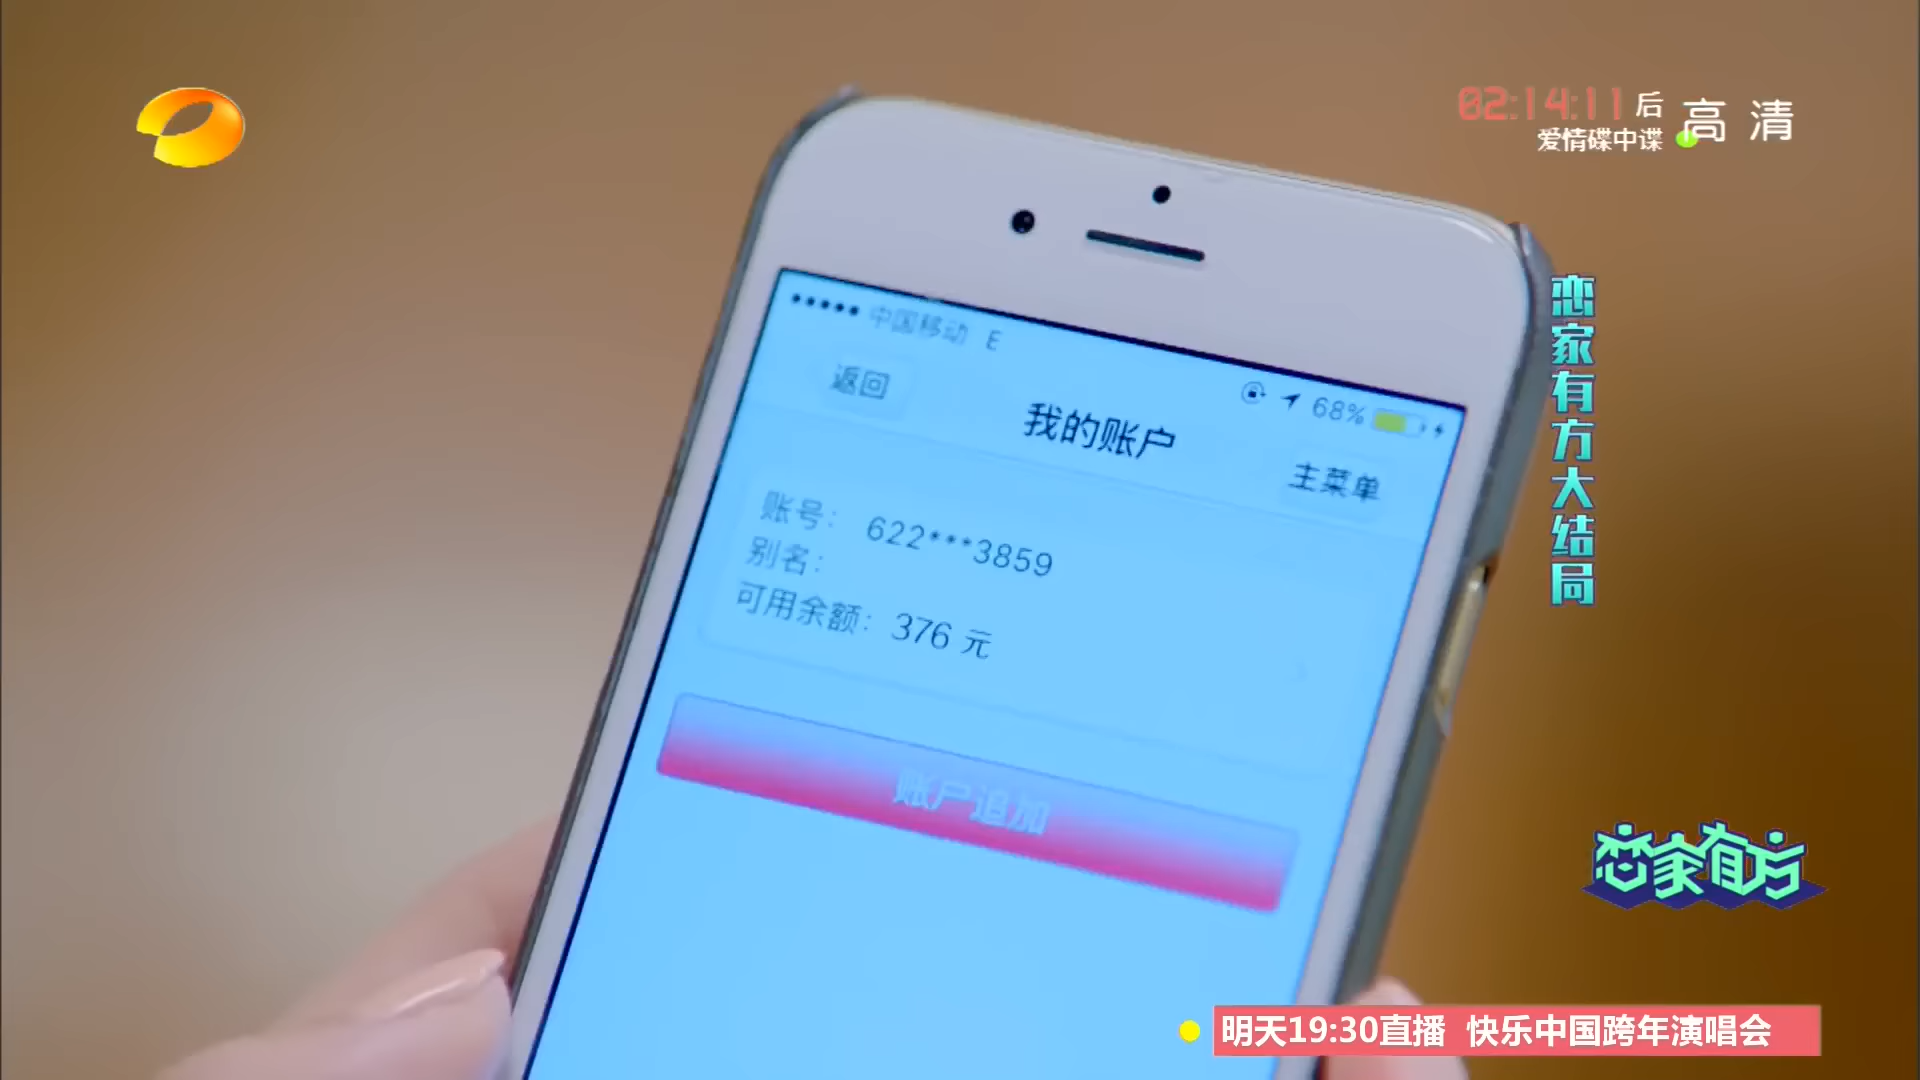 02:14:11后
爱情碟中谍
高清
恋家有方大结局
中国移动 E
68%
返回
我的账户
主菜单
账号： 622***3859
别名：
可用余额： 376 元
账户追加
恋家有方
明天19:30直播 快乐中国跨年演唱会